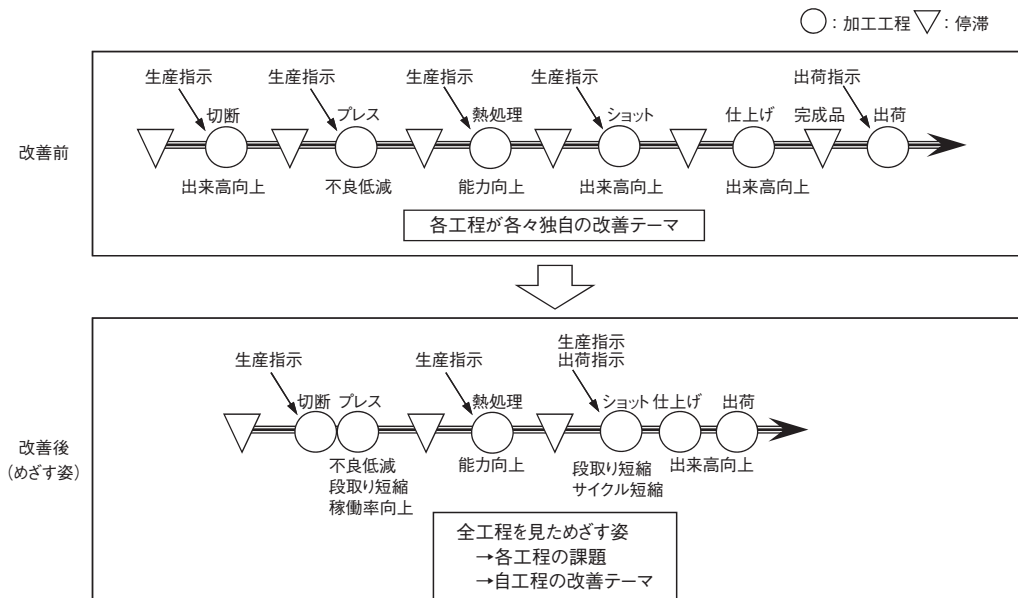 ○：加工工程 ▽：停滞
改善前
生産指示 生産指示 生産指示 生産指示 出荷指示
切断 プレス 熱処理 ショット 仕上げ 完成品 出荷
出来高向上 不良低減 能力向上 出来高向上 出来高向上
各工程が各々独自の改善テーマ
改善後
(めざす姿)
生産指示
出荷指示
生産指示 生産指示
切断 プレス 熱処理 ショット 仕上げ 出荷
不良低減
段取り短縮
稼働率向上
能力向上
段取り短縮
サイクル短縮
出来高向上
全工程を見ためざす姿
→各工程の課題
→自工程の改善テーマ